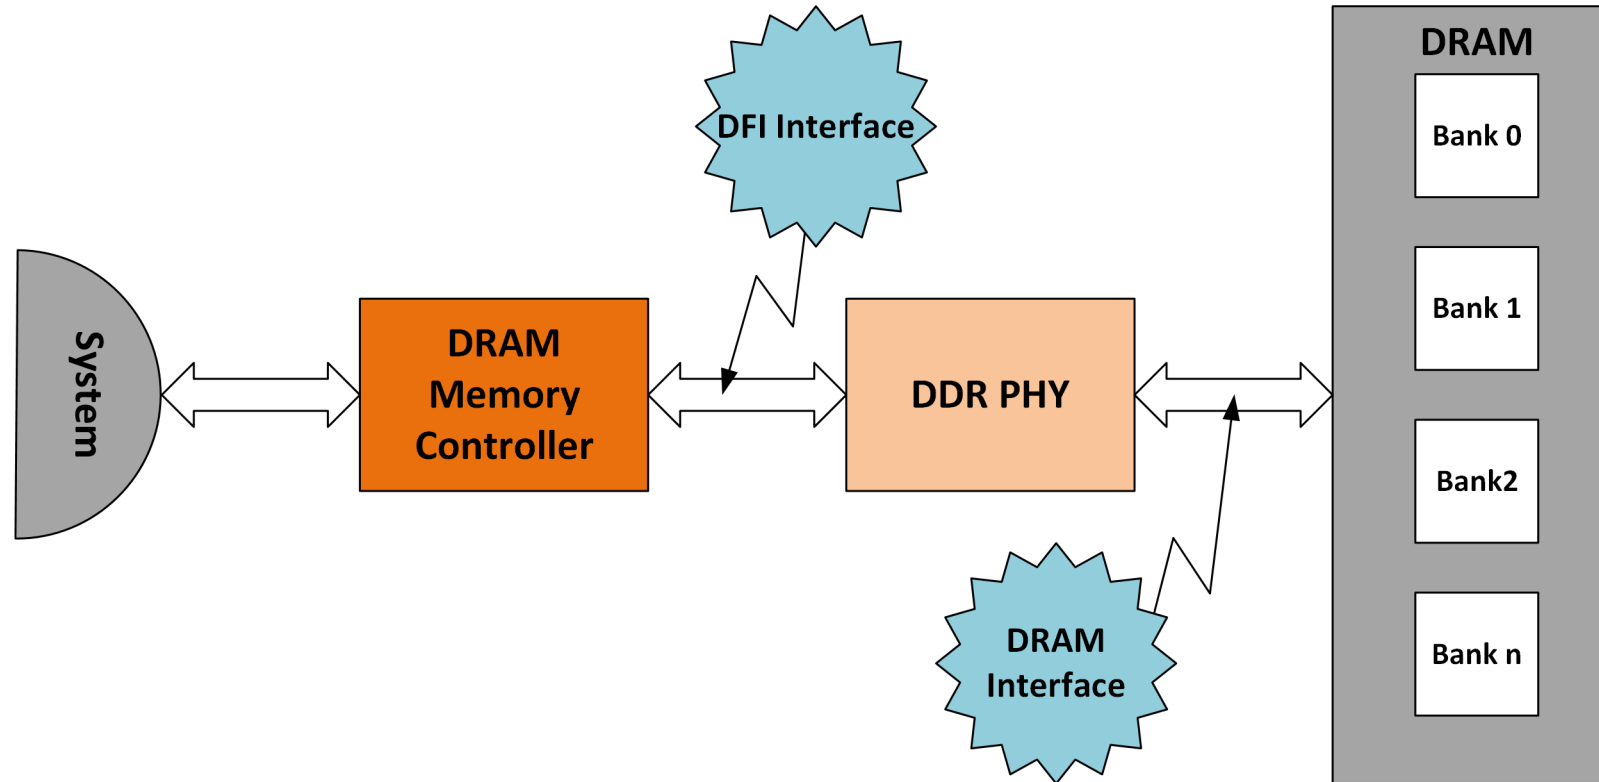 DRAM
Bank 0
DFI Interface
Bank 1
System
DRAM
Memory
Controller
DDR PHY
Bank2
DRAM
Interface
Bank n